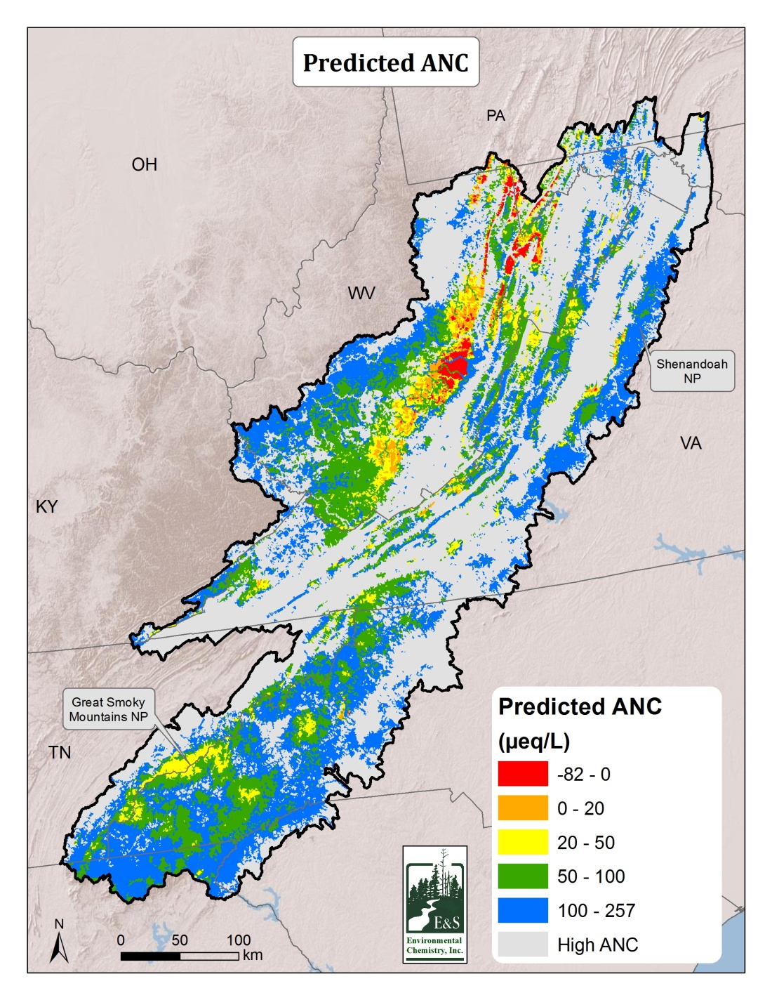 Predicted ANC
PA
OH
WV
Shenandoah
NP
VA
KY
Great Smoky
Mountains NP
TN
Predicted ANC
(µeq/L)
-82 - 0
0 - 20
20 - 50
50 - 100
100 - 257
High ANC
E&S
Environmental
Chemistry, Inc.
N
0 50 100
km